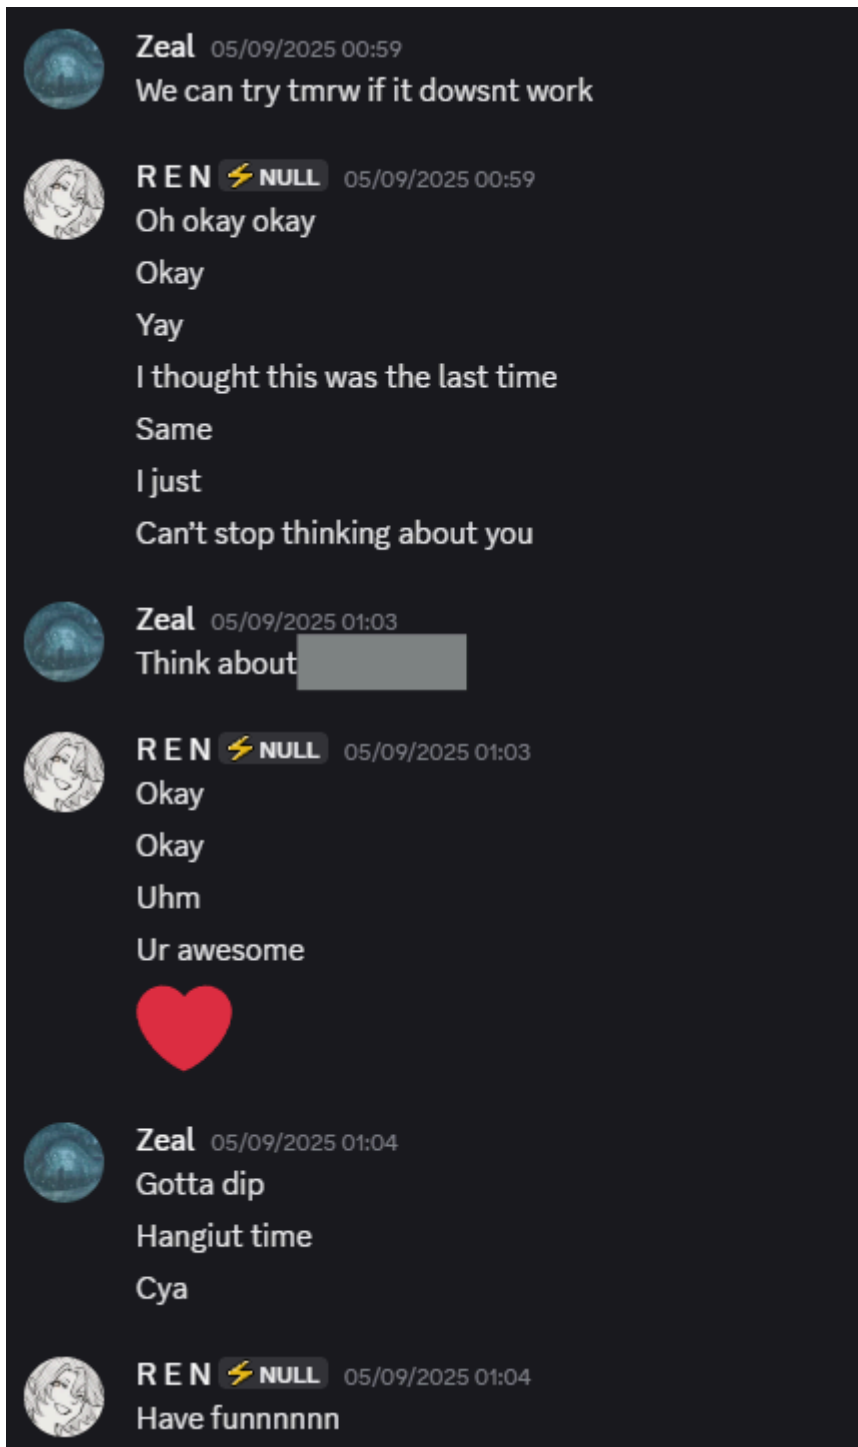 Zeal 05/09/2025 00:59
We can try tmrw if it dowsnt work
R E N ⚡ NULL 05/09/2025 00:59
Oh okay okay
Okay
Yay
I thought this was the last time
Same
I just
Can't stop thinking about you
Zeal 05/09/2025 01:03
Think about
R E N ⚡ NULL 05/09/2025 01:03
Okay
Okay
Uhm
Ur awesome
Zeal 05/09/2025 01:04
Gotta dip
Hangiut time
Cya
R E N ⚡ NULL 05/09/2025 01:04
Have funnnnnn